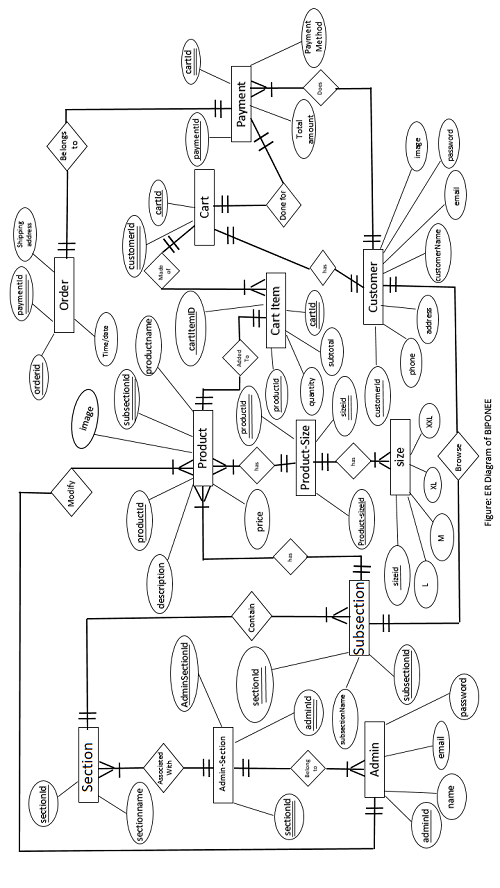 Modify
Section
sectionId
sectionname
Associated
With
Admin-Section
AdminSectionId
adminId
sectionId
Belong
to
Admin
adminId
name
email
password
Contain
Subsection
sectionId
subsectionName
subsectionId
has
Product
productId
description
image
subsectionId
productname
price
has
Product-Size
productId
sizeid
Product-sizeId
has
size
sizeid
L
M
XL
XXL
Browse
Added
To
Cart Item
cartItemID
productId
quantity
subtotal
cartId
Made
of
Cart
customerId
cartId
has
Customer
customerId
phone
address
customerName
email
password
image
Done for
Does
Payment
paymentId
cartId
Payment
Method
Total
amount
Belongs
to
Order
orderId
paymentId
Shipping
address
Time/date
Figure: ER Diagram of BIPONEE